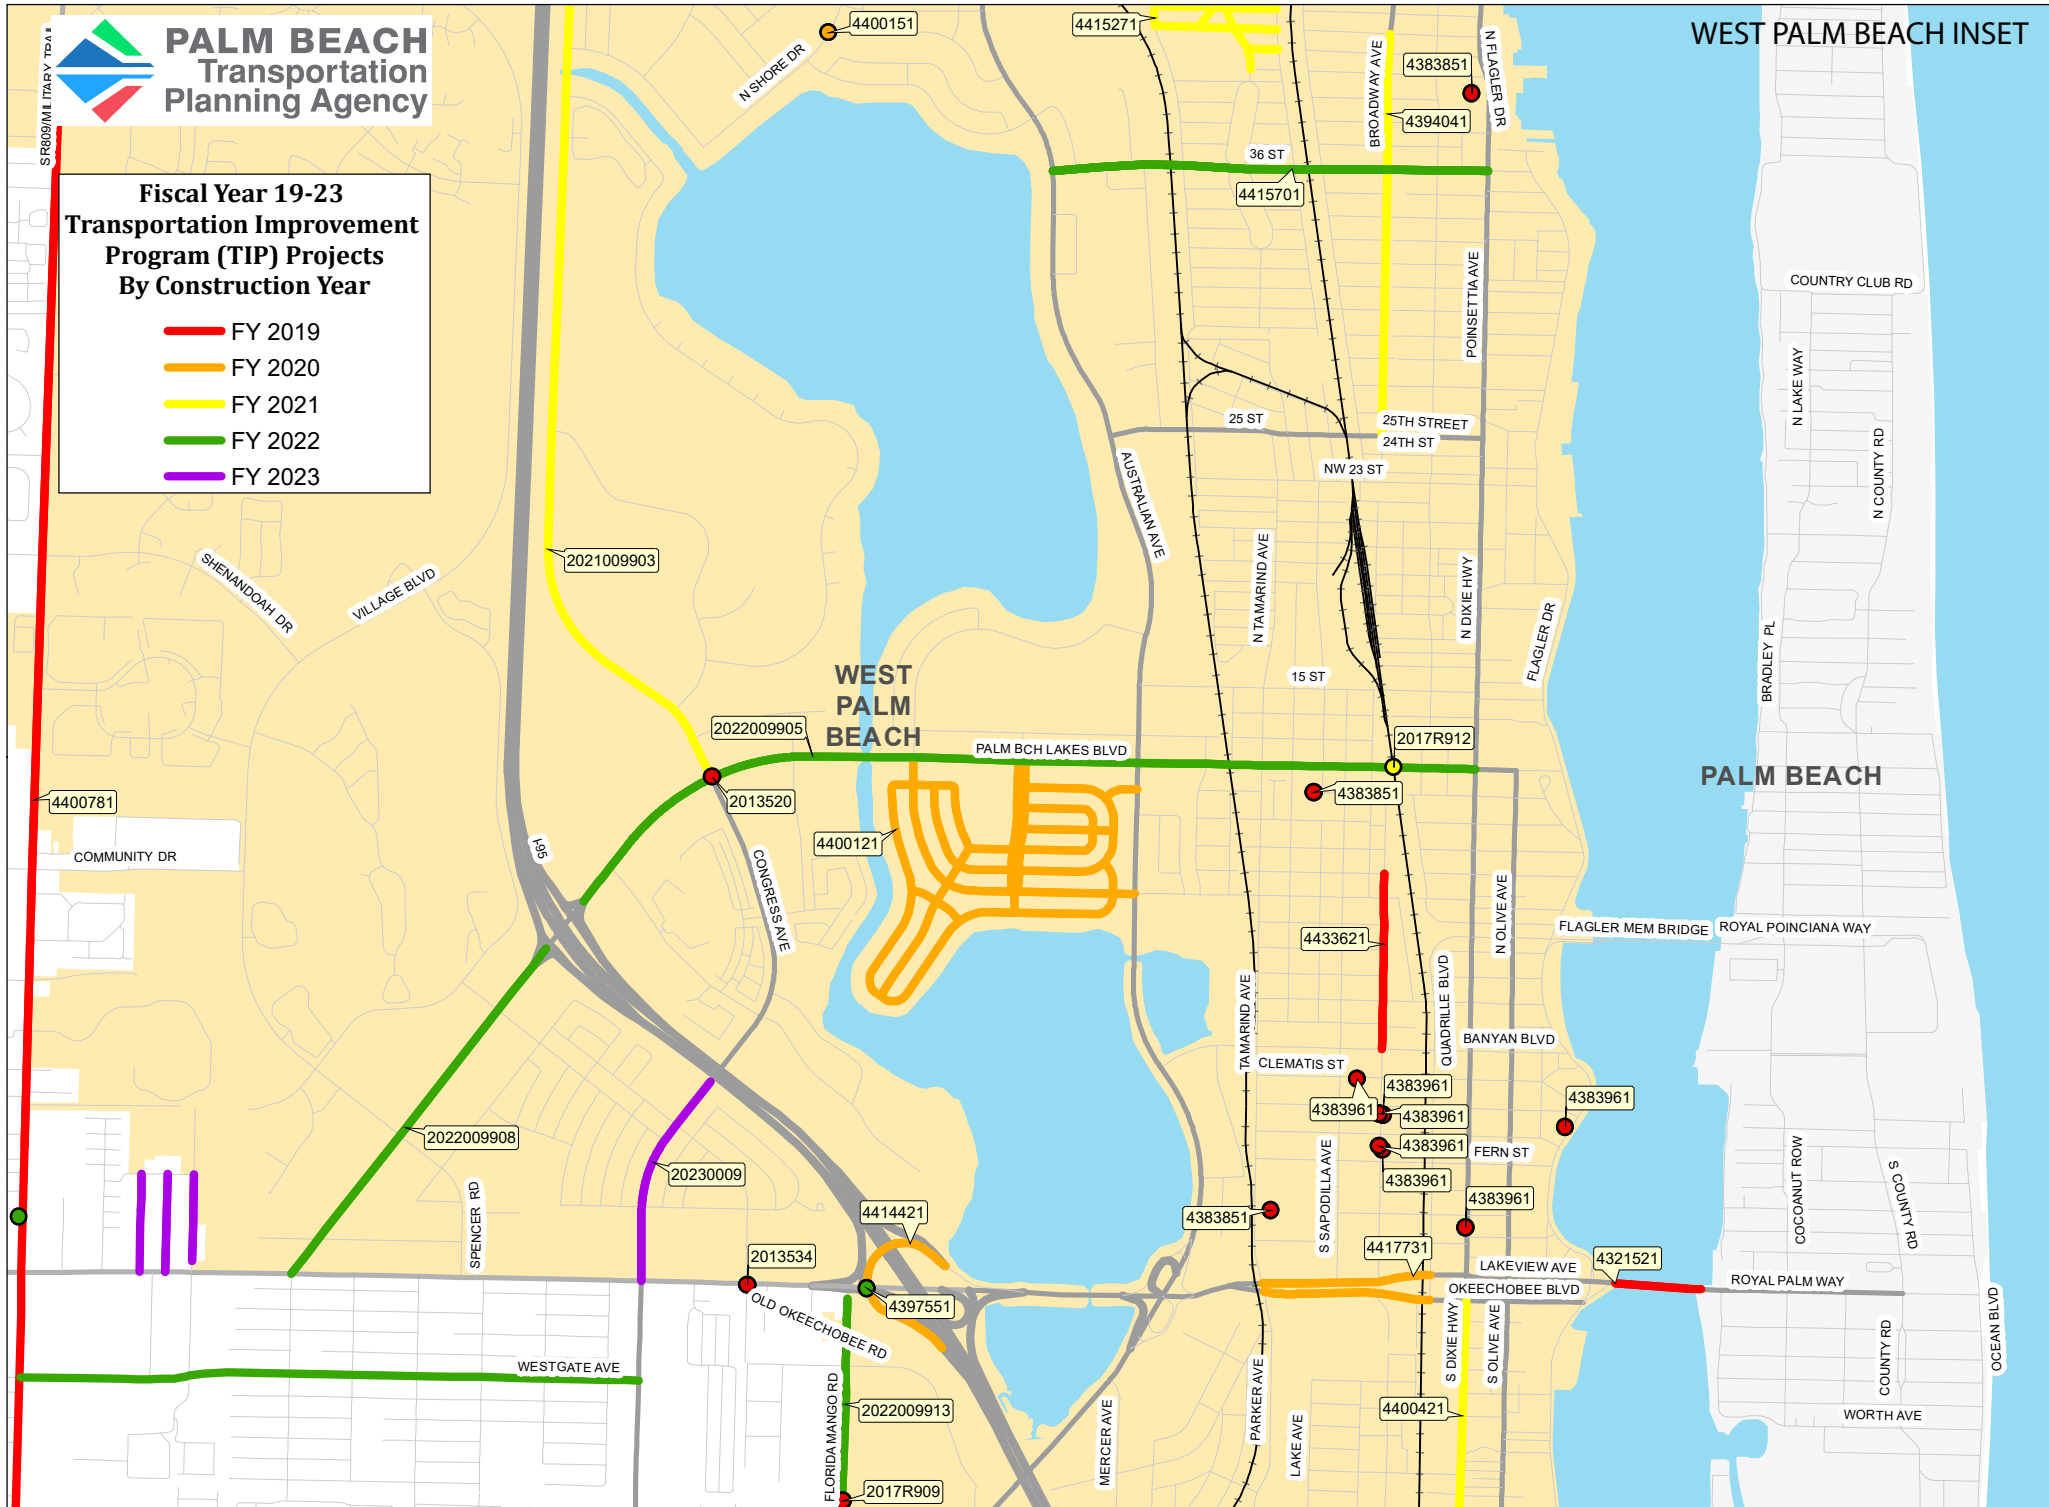 WEST PALM BEACH INSET
PALM BEACH
Transportation
Planning Agency
Fiscal Year 19-23
Transportation Improvement
Program (TIP) Projects
By Construction Year
FY 2019
FY 2020
FY 2021
FY 2022
FY 2023
4400151
4415271
N SHORE DR
BROADWAY AVE
N FLAGLER DR
4383851
4394041
36 ST
4415701
POINSETTIA AVE
COUNTRY CLUB RD
N LAKE WAY
N COUNTY RD
25 ST
25TH STREET
24TH ST
NW 23 ST
AUSTRALIAN AVE
N TAMARIND AVE
N DIXIE HWY
FLAGLER DR
BRADLEY PL
2021009903
SHENANDOAH DR
VILLAGE BLVD
WEST
PALM
BEACH
15 ST
2022009905
PALM BCH LAKES BLVD
2017R912
PALM BEACH
2013520
4383851
4400781
4400121
COMMUNITY DR
I-95
CONGRESS AVE
4433621
N OLIVE AVE
FLAGLER MEM BRIDGE
ROYAL POINCIANA WAY
TAMARIND AVE
QUADRILLE BLVD
BANYAN BLVD
CLEMATIS ST
4383961
4383961
4383961
4383961
4383961
4383961
4383961
FERN ST
2022009908
20230009
SPENCER RD
4414421
4383851
S SAPODILLA AVE
COCOANUT ROW
S COUNTY RD
2013534
4417731
LAKEVIEW AVE
4321521
ROYAL PALM WAY
OKEECHOBEE BLVD
4397551
OLD OKEECHOBEE RD
WESTGATE AVE
S DIXIE HWY
S OLIVE AVE
COUNTY RD
OCEAN BLVD
FLORIDA MANGO RD
2022009913
MERCER AVE
PARKER AVE
LAKE AVE
4400421
WORTH AVE
2017R909